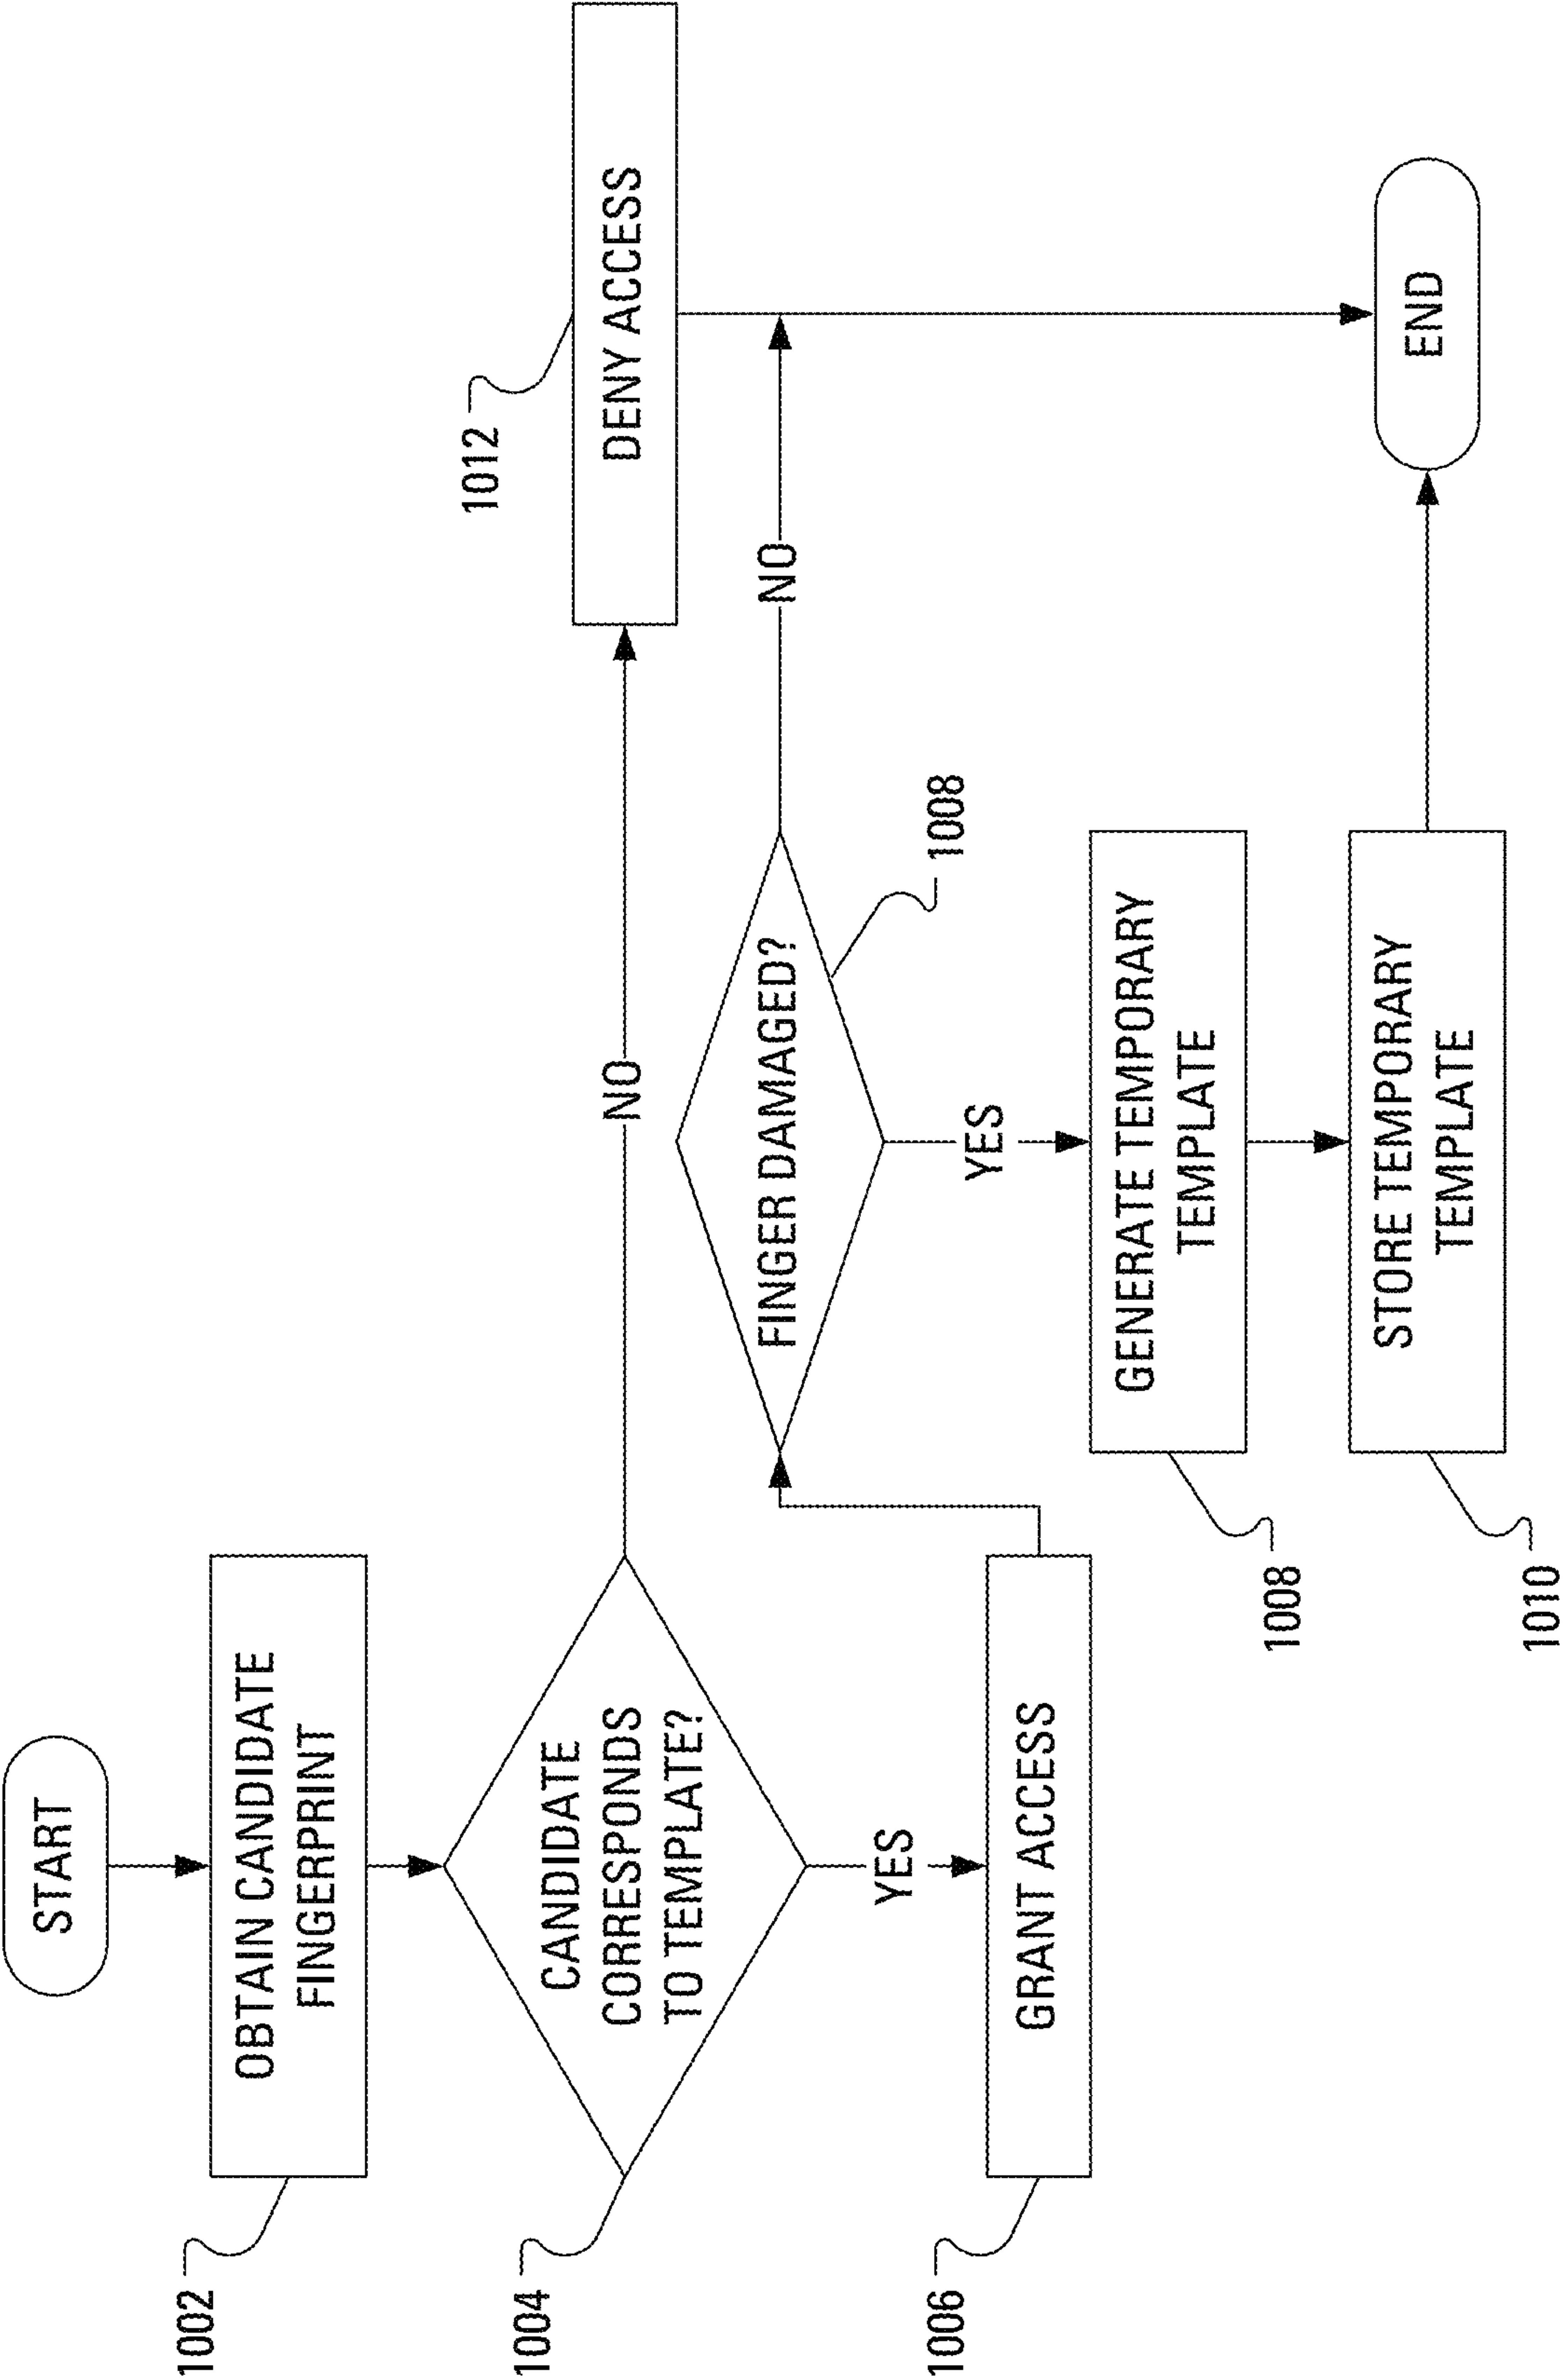 START
1002
OBTAIN CANDIDATE
FINGERPRINT
1004
CANDIDATE
CORRESPONDS
TO TEMPLATE?
NO
1012
DENY ACCESS
YES
1006
GRANT ACCESS
FINGER DAMAGED?
1008
NO
YES
1008
GENERATE TEMPORARY
TEMPLATE
1010
STORE TEMPORARY
TEMPLATE
END